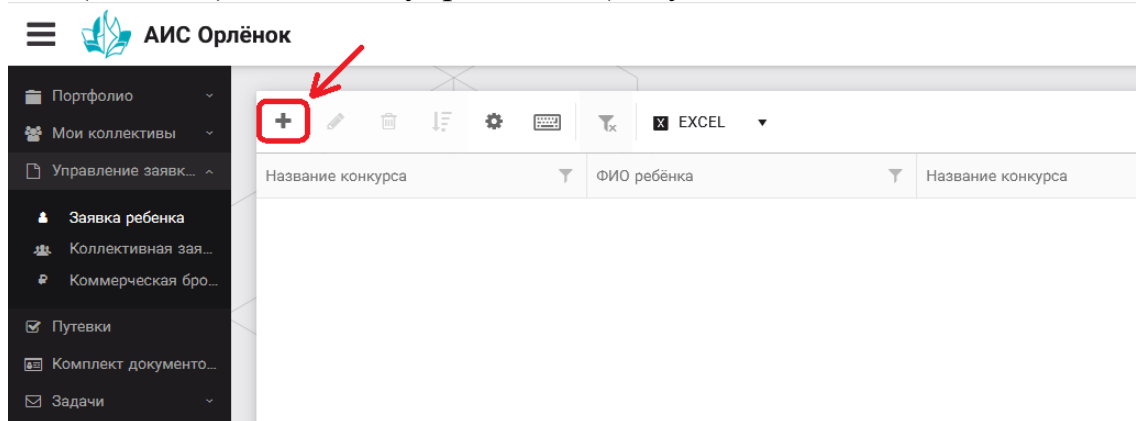 АИС Орлёнок
Портфолио
Мои коллективы
Управление заявк...
Заявка ребенка
Коллективная зая...
Коммерческая бро...
Путевки
Комплект документо...
Задачи
X EXCEL
Название конкурса
ФИО ребёнка
Название конкурса